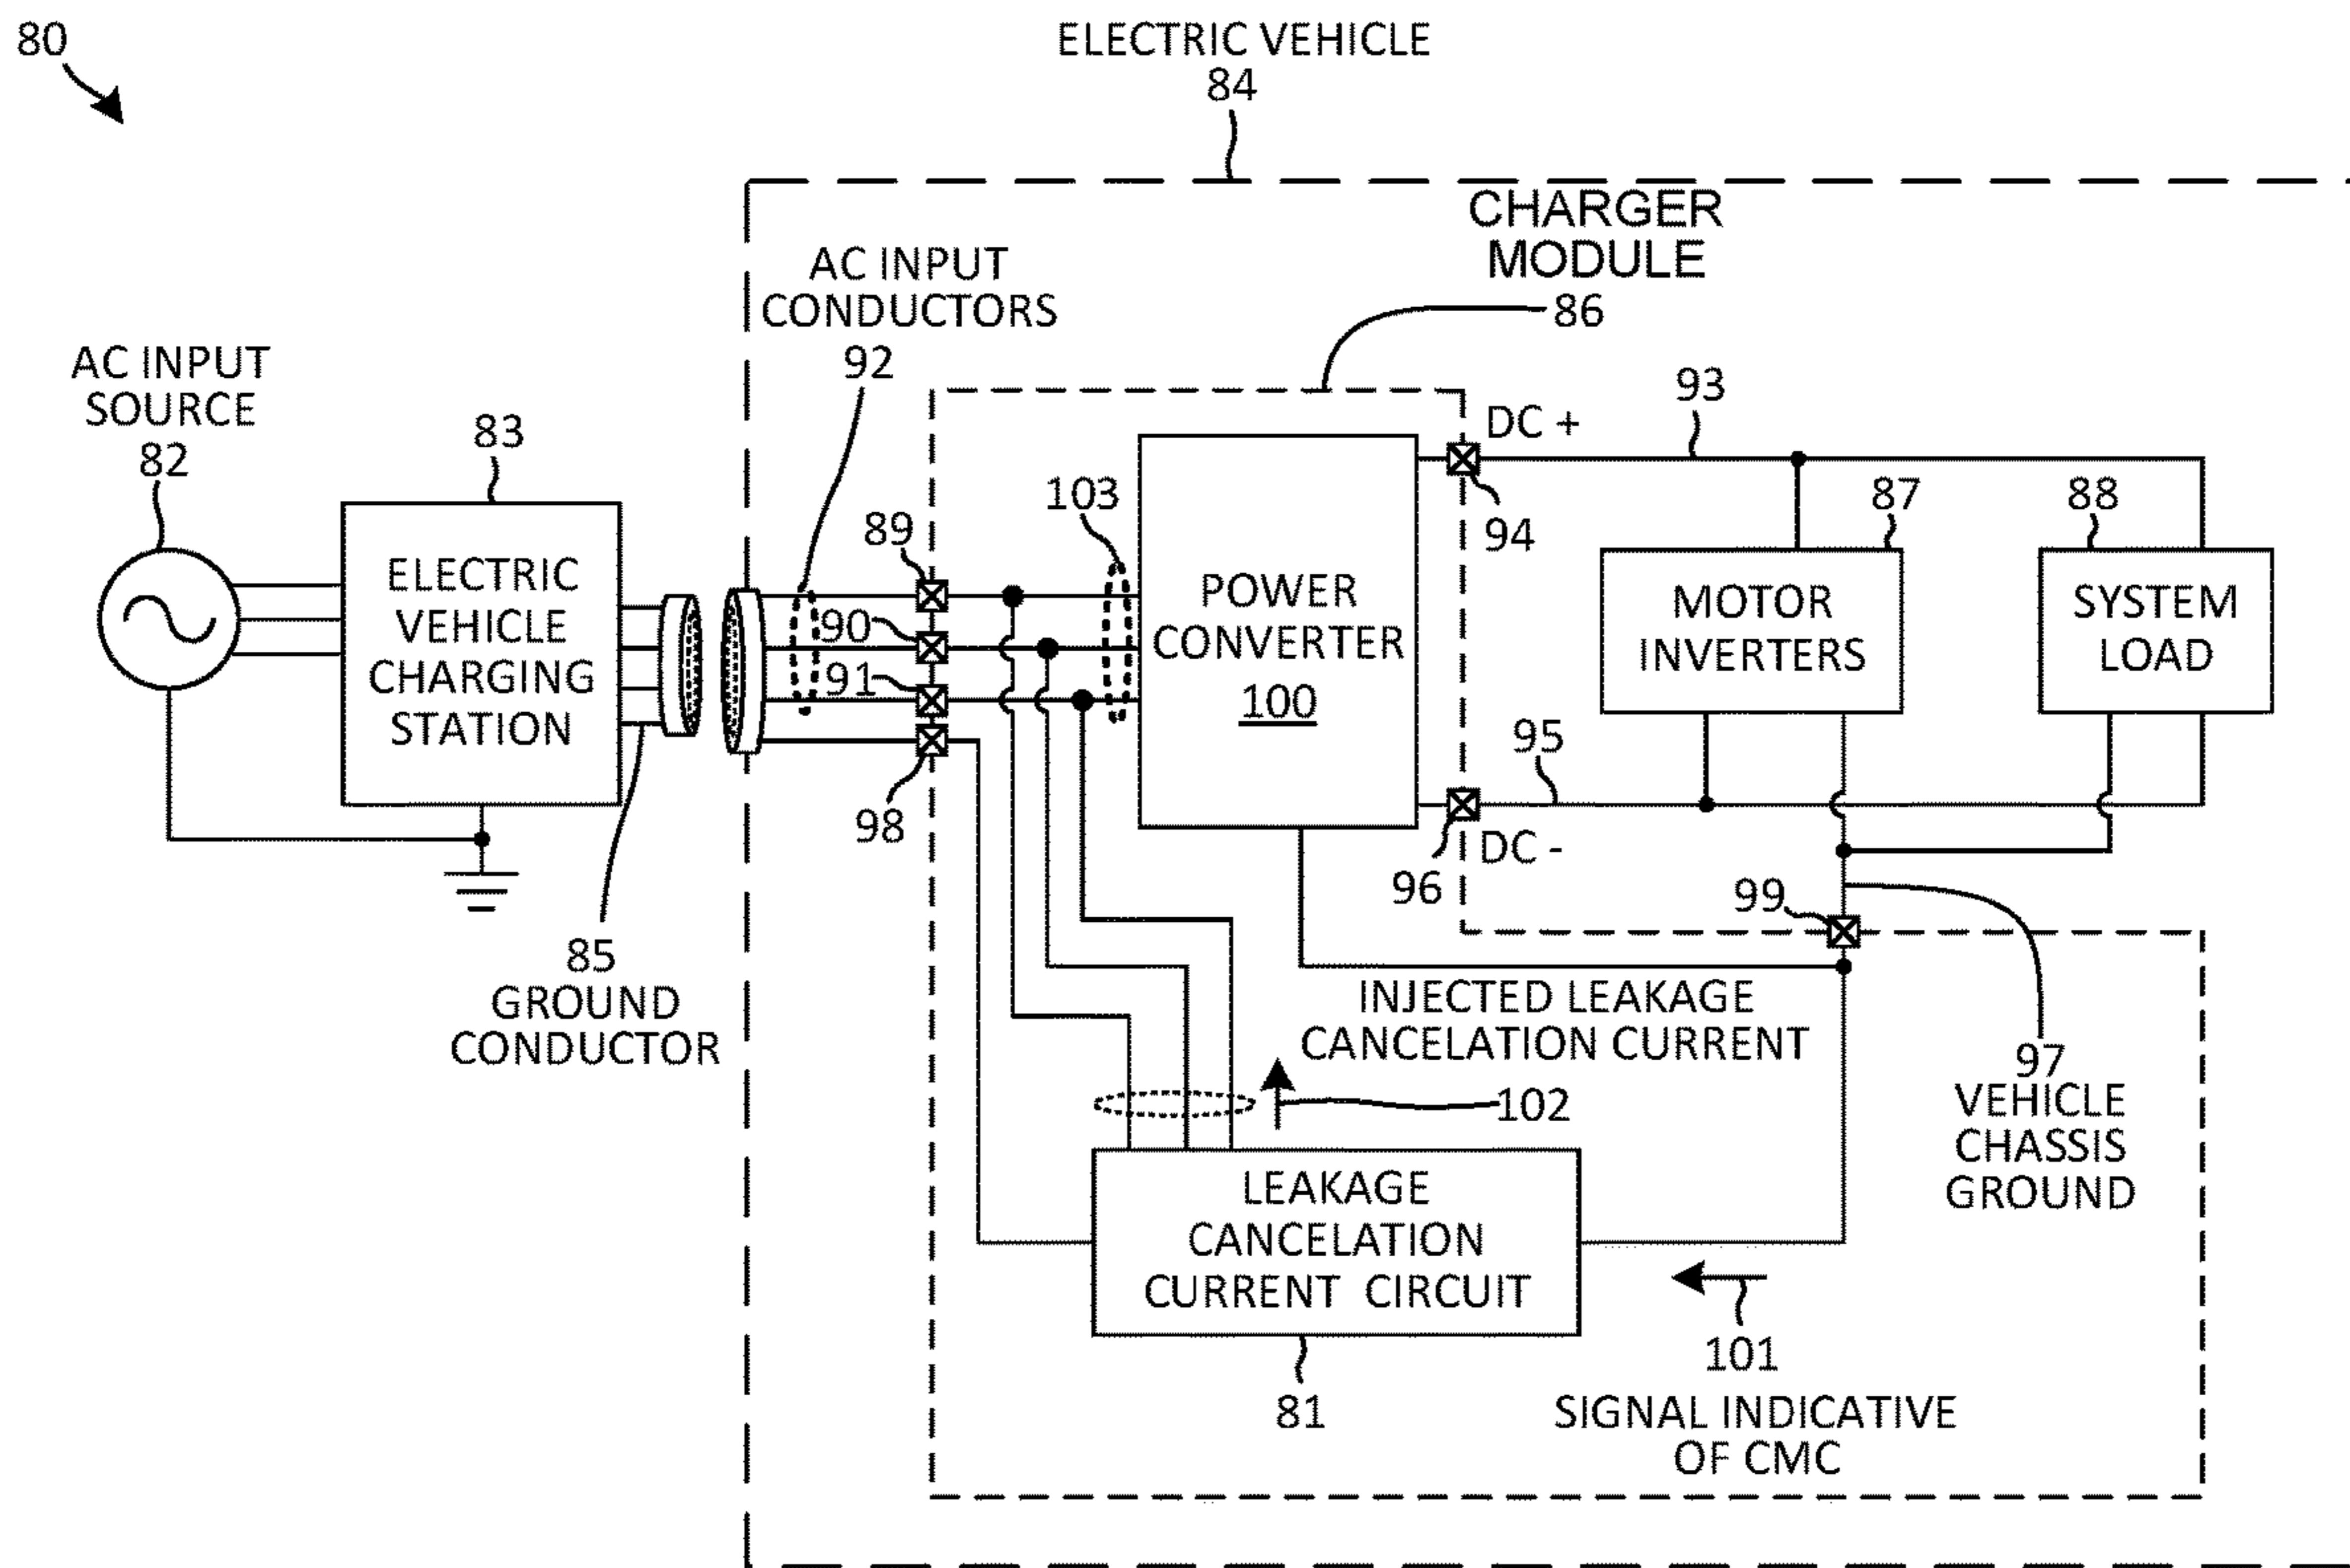 80
ELECTRIC VEHICLE
84
CHARGER
MODULE
86
AC INPUT
CONDUCTORS
92
AC INPUT
SOURCE
82
83
ELECTRIC
VEHICLE
CHARGING
STATION
85
GROUND
CONDUCTOR
89
90
91
98
103
POWER
CONVERTER
100
DC +
94
93
87
MOTOR
INVERTERS
88
SYSTEM
LOAD
95
96
DC -
99
97
VEHICLE
CHASSIS
GROUND
INJECTED LEAKAGE
CANCELATION CURRENT
102
LEAKAGE
CANCELATION
CURRENT CIRCUIT
81
101
SIGNAL INDICATIVE
OF CMC